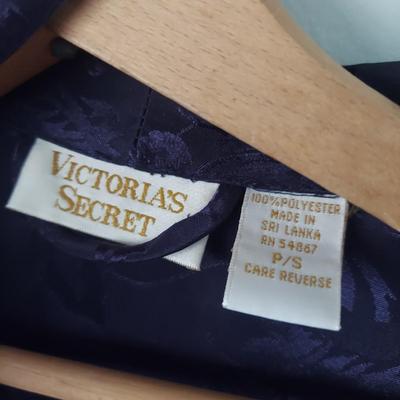 VICTORIA'S
SECRET
100% POLYESTER
MADE IN
SRI LANKA
RN 54867
P/S
CARE REVERSE